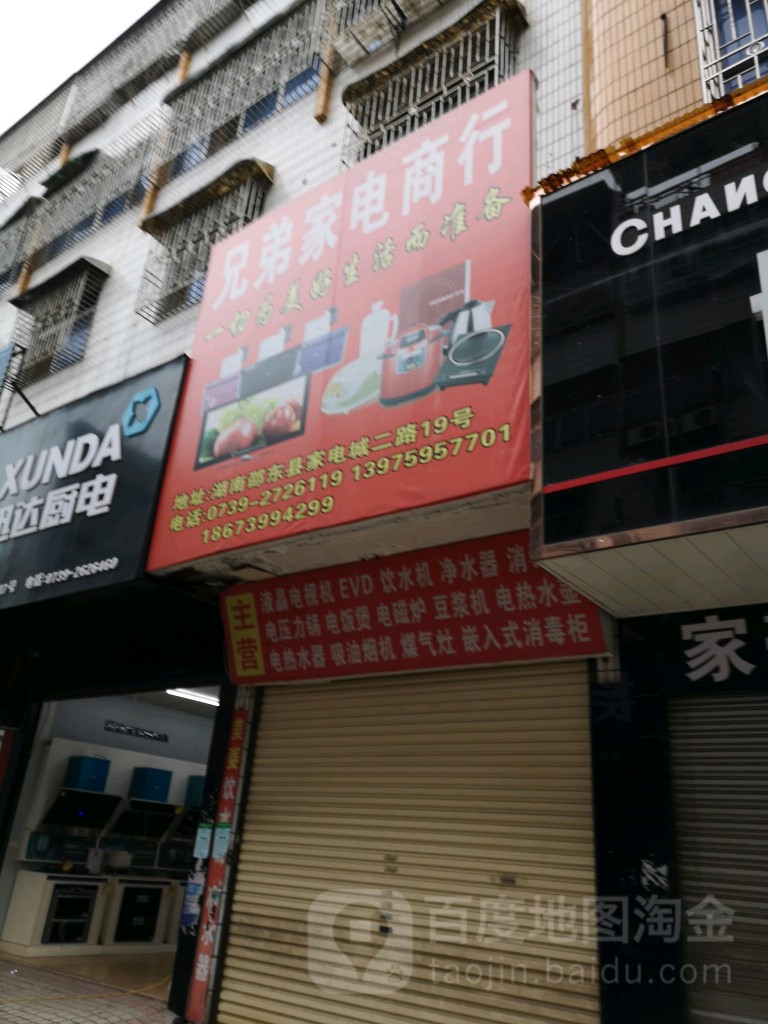 兄弟家电商行
一切为美好生活而准备
地址:湖南邵东县家电城二路19号
电话:0739-2726119 13975957701
18673994299
XUNDA
迅达厨电
电话:0739-2626460
CHANG
主营
液晶电视机 EVD 饮水机 净水器 消
电压力锅 电饭煲 电磁炉 豆浆机 电热水壶
电热水器 吸油烟机 煤气灶 嵌入式消毒柜
家
百度地图淘金
taojin.baidu.com